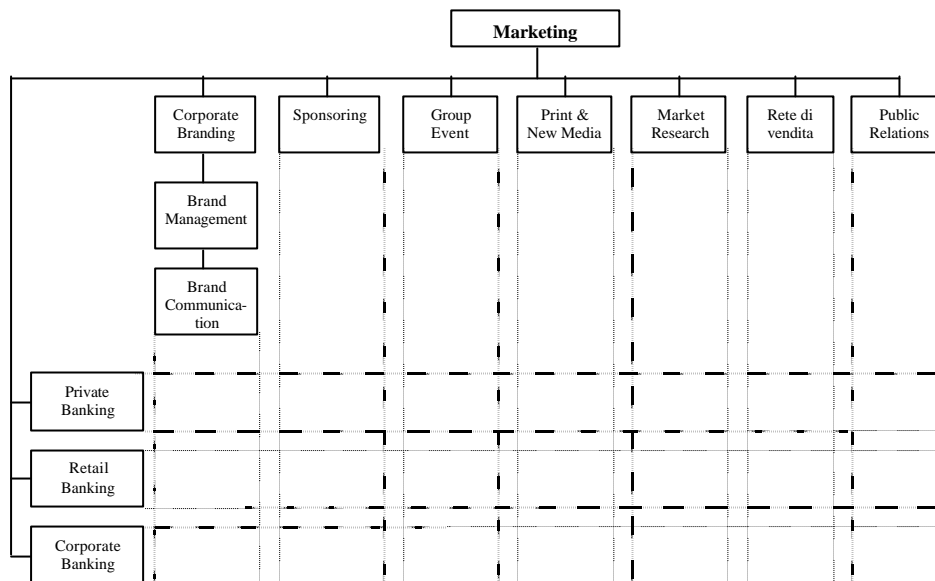 Marketing
Corporate
Branding
Sponsoring
Group
Event
Print &
New Media
Market
Research
Rete di
vendita
Public
Relations
Brand
Management
Brand
Communica-
tion
Private
Banking
Retail
Banking
Corporate
Banking